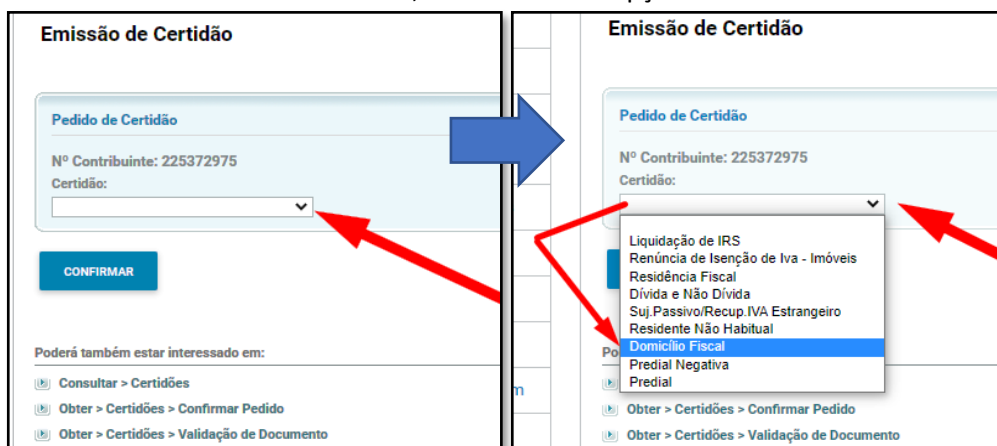 Emissão de Certidão
Pedido de Certidão
Nº Contribuinte: 225372975
Certidão:
CONFIRMAR
Poderá também estar interessado em:
Consultar > Certidões
Obter > Certidões > Confirmar Pedido
Obter > Certidões > Validação de Documento
Emissão de Certidão
Pedido de Certidão
Nº Contribuinte: 225372975
Certidão:
Liquidação de IRS
Renúncia de Isenção de Iva - Imóveis
Residência Fiscal
Dívida e Não Dívida
Suj.Passivo/Recup.IVA Estrangeiro
Residente Não Habitual
Domicílio Fiscal
Predial Negativa
Predial
Obter > Certidões > Confirmar Pedido
Obter > Certidões > Validação de Documento